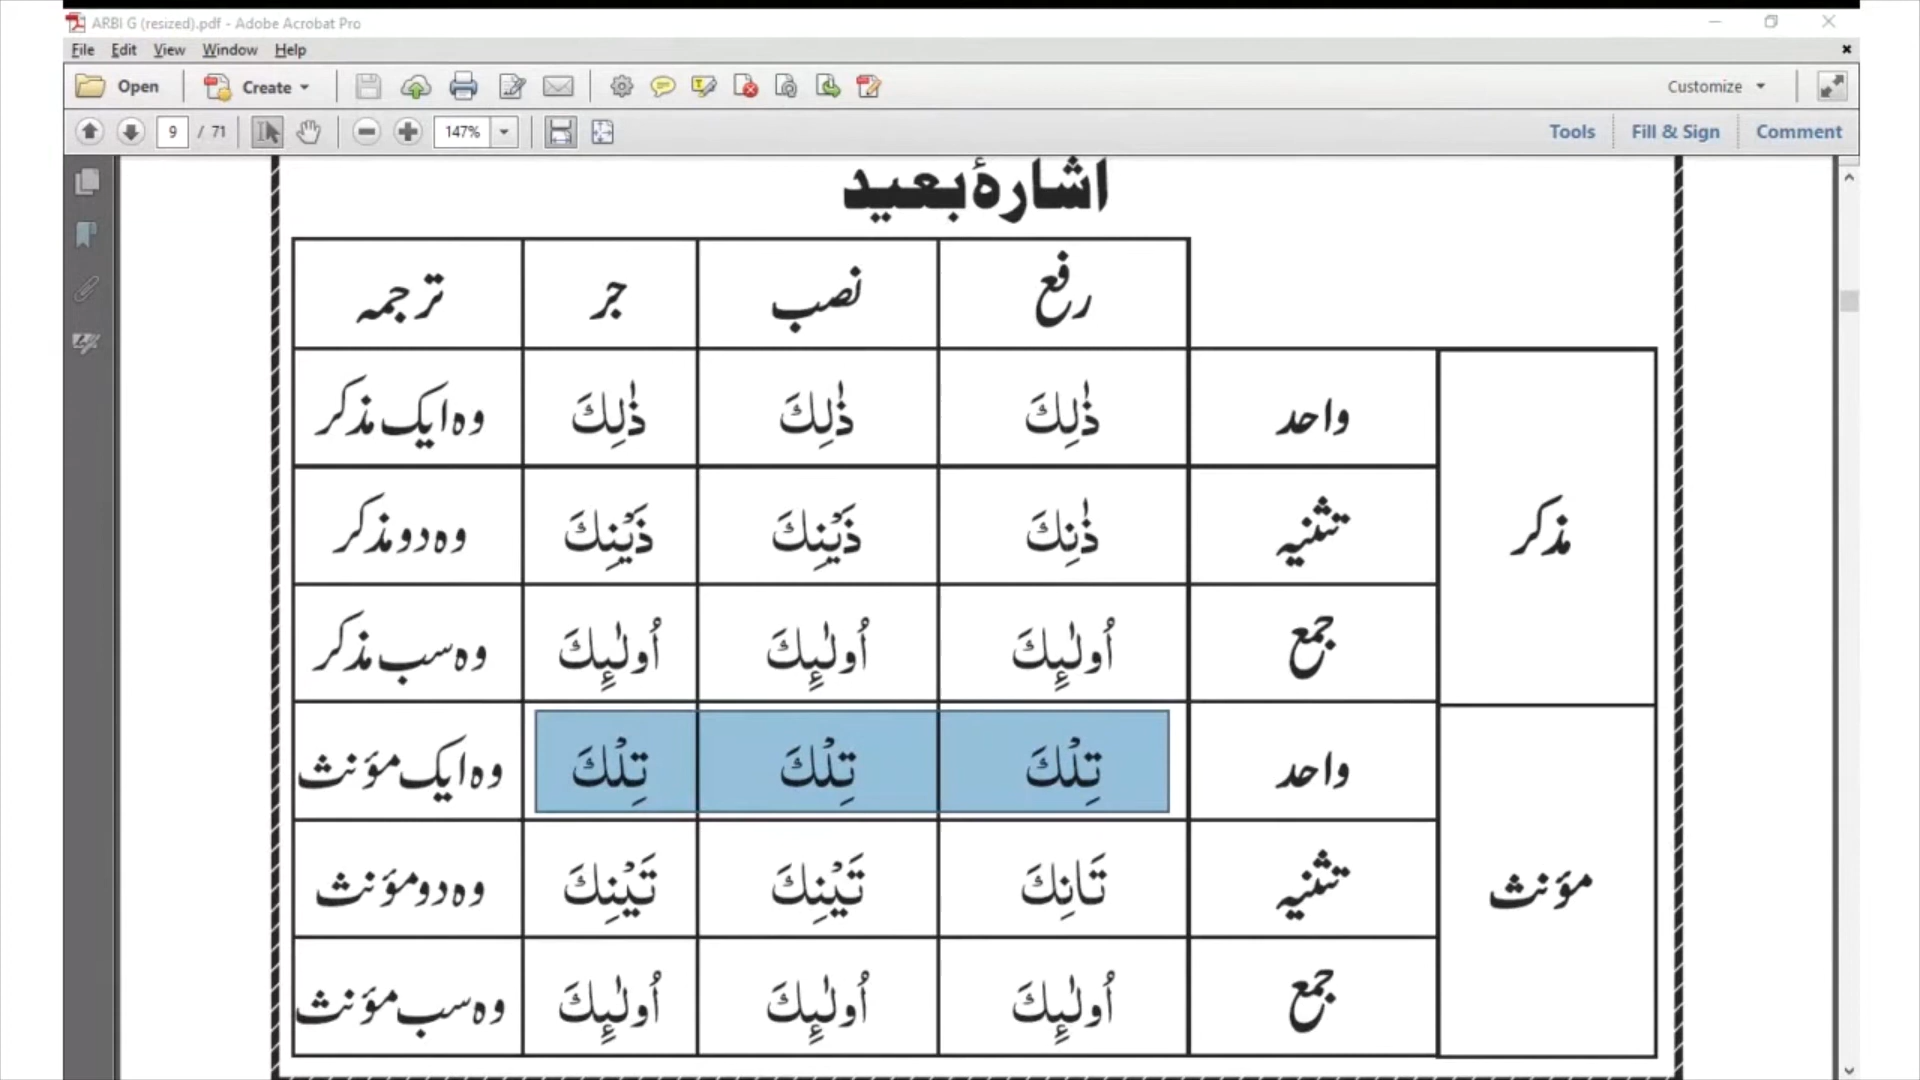 ARBI G (resized).pdf - Adobe Acrobat Pro
File Edit View Window Help
Open Create Customize
9 / 71 147% Tools Fill & Sign Comment
اشارۂ بعید
رفع نصب جر ترجمہ
مذکر
واحد ذٰلِكَ ذٰلِكَ ذٰلِكَ وہ ایک مذکر
تثنیہ ذٰنِكَ ذَيْنِكَ ذَيْنِكَ وہ دو مذکر
جمع اُولٰئِكَ اُولٰئِكَ اُولٰئِكَ وہ سب مذکر
مؤنث
واحد تِلْكَ تِلْكَ تِلْكَ وہ ایک مؤنث
تثنیہ تَانِكَ تَيْنِكَ تَيْنِكَ وہ دو مؤنث
جمع اُولٰئِكَ اُولٰئِكَ اُولٰئِكَ وہ سب مؤنث